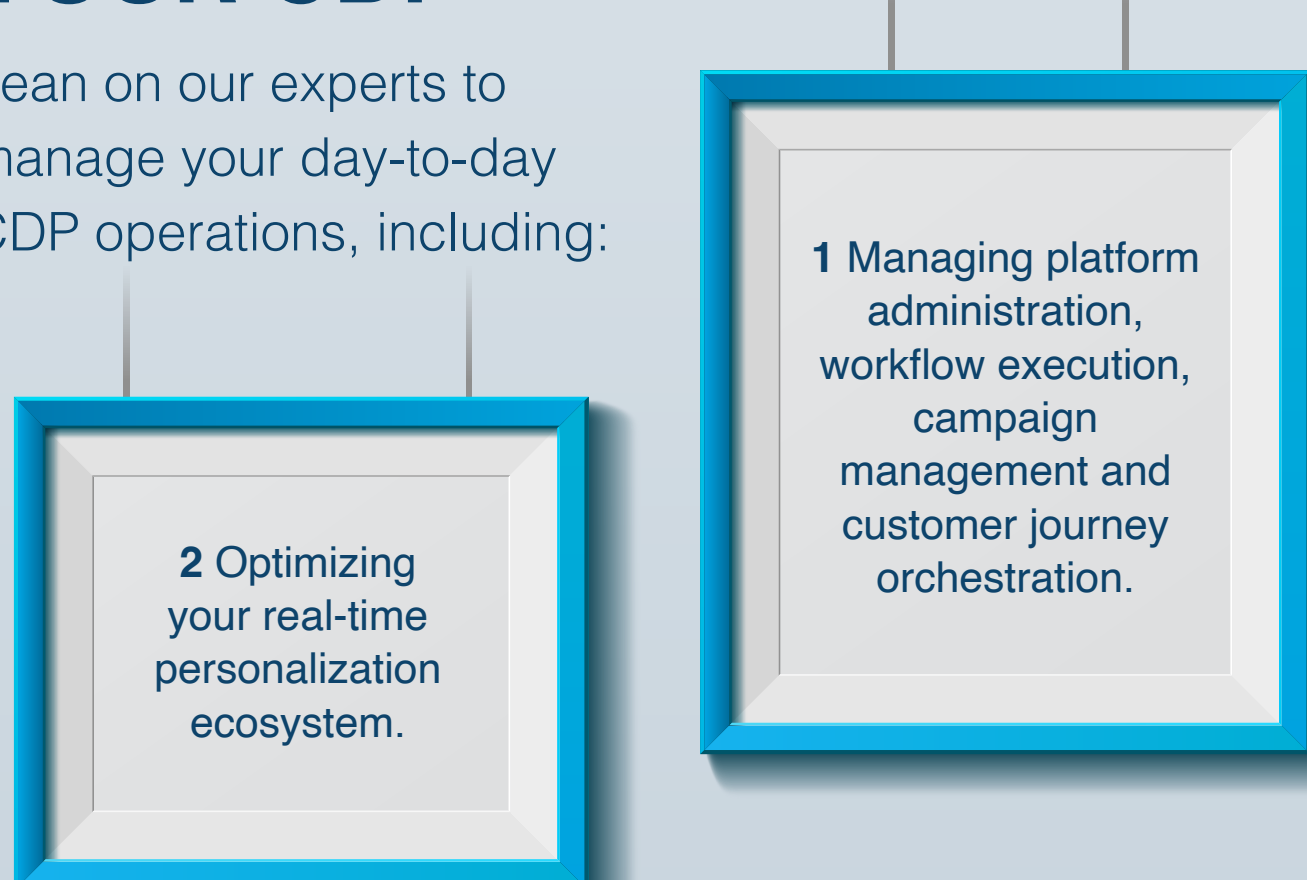 ean on our experts to
anage your day-to-day
CDP operations, including:
1 Managing platform
administration,
workflow execution,
campaign
management and
customer journey
orchestration.
2 Optimizing
your real-time
personalization
ecosystem.